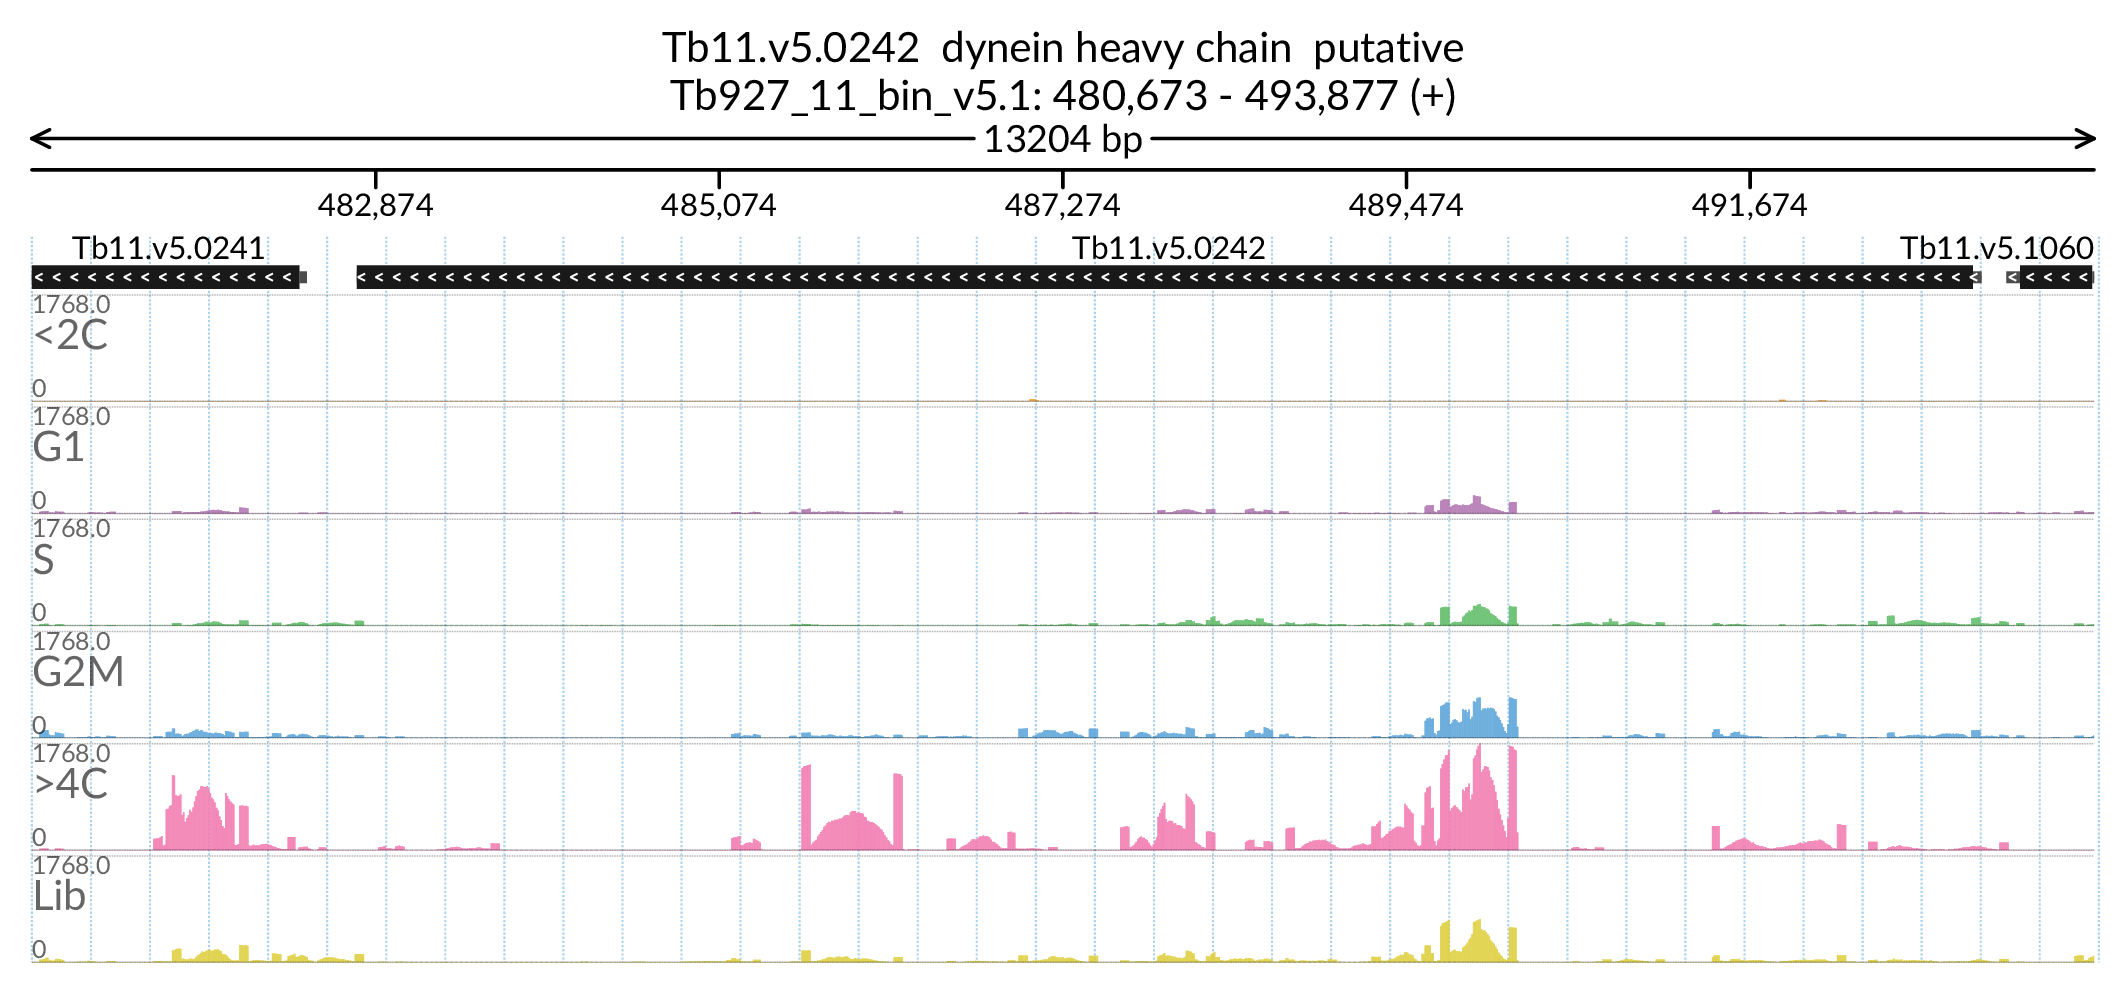 Tb11.v5.0242 dynein heavy chain putative
Tb927_11_bin_v5.1: 480,673 - 493,877 (+)
13204 bp
482,874 485,074 487,274 489,474 491,674
Tb11.v5.0241 Tb11.v5.0242 Tb11.v5.1060
1768.0
<2C
0
1768.0
G1
0
1768.0
S
0
1768.0
G2M
0
1768.0
>4C
0
1768.0
Lib
0